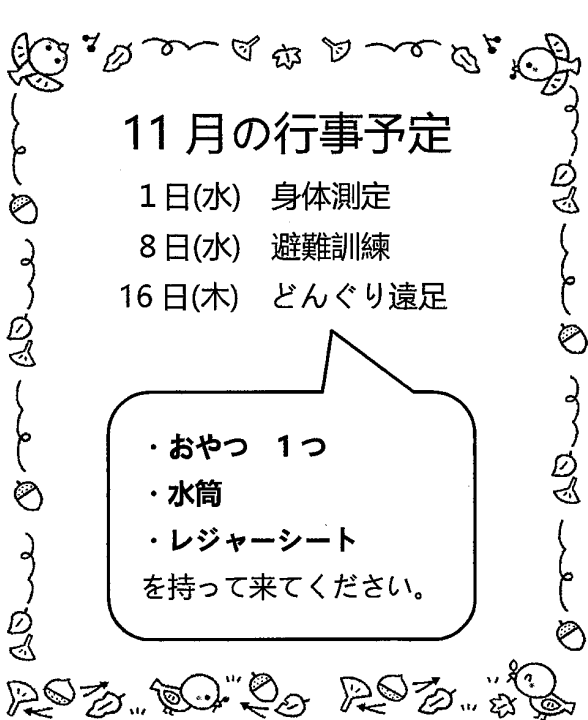 11月の行事予定
1日(水)　身体測定
8日(水)　避難訓練
16日(木)　どんぐり遠足
・おやつ　1つ
・水筒
・レジャーシート
を持って来てください。